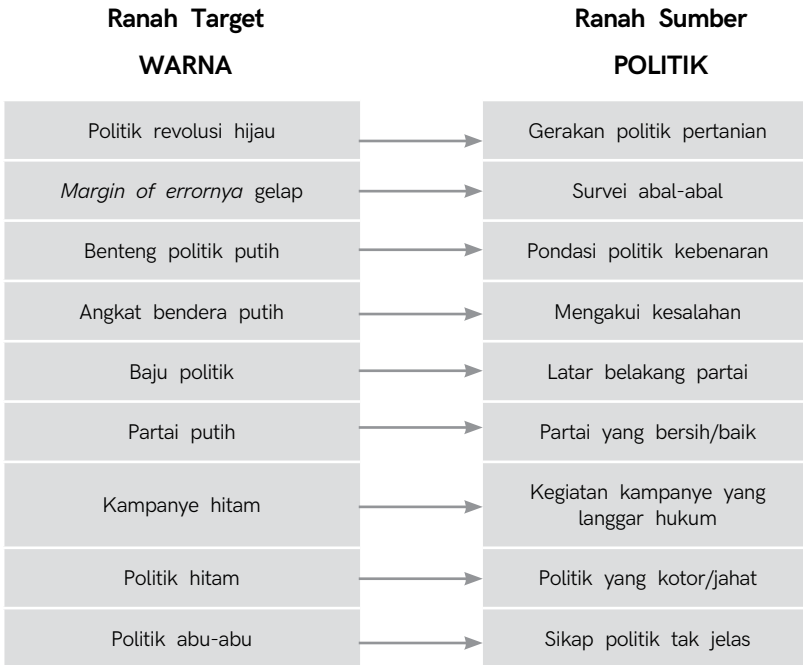 Ranah Target Ranah Sumber
WARNA POLITIK
Politik revolusi hijau Gerakan politik pertanian
Margin of errornya gelap Survei abal-abal
Benteng politik putih Pondasi politik kebenaran
Angkat bendera putih Mengakui kesalahan
Baju politik Latar belakang partai
Partai putih Partai yang bersih/baik
Kampanye hitam Kegiatan kampanye yang
langgar hukum
Politik hitam Politik yang kotor/jahat
Politik abu-abu Sikap politik tak jelas